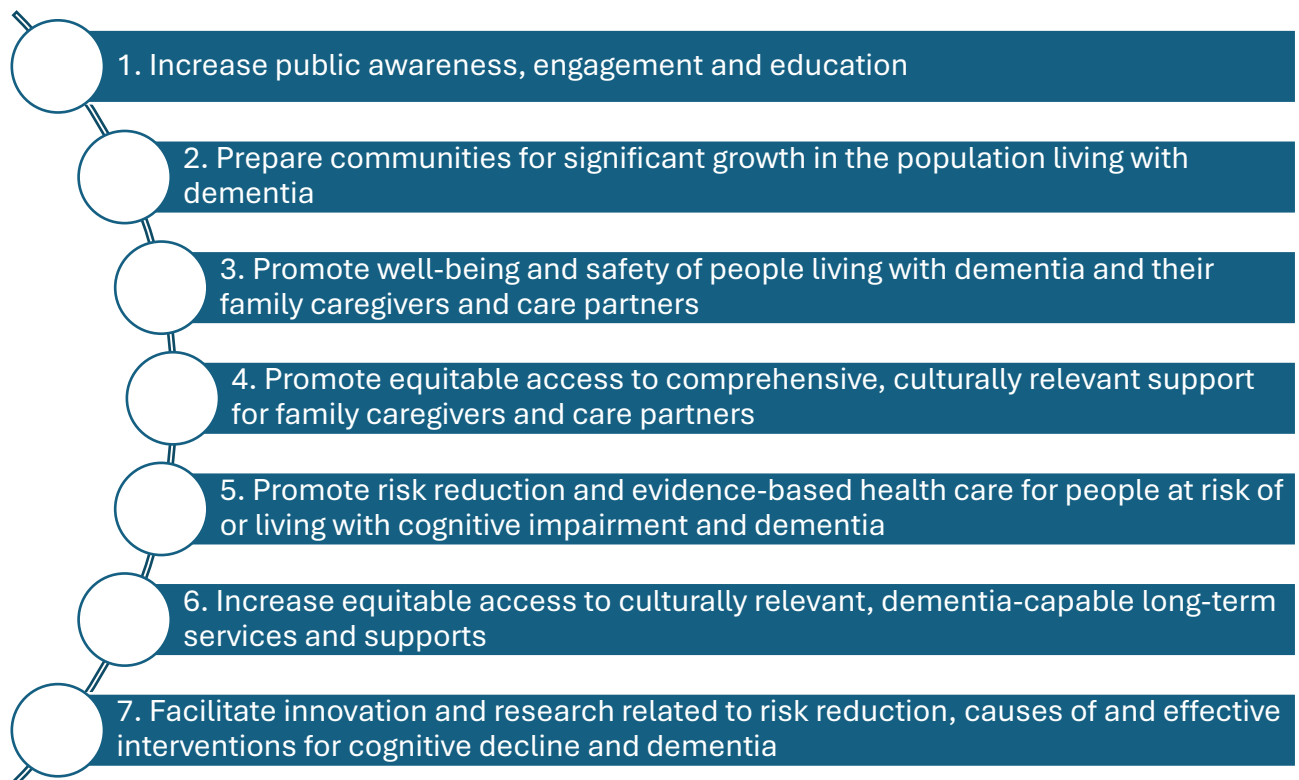 1. Increase public awareness, engagement and education
2. Prepare communities for significant growth in the population living with
dementia
3. Promote well-being and safety of people living with dementia and their
family caregivers and care partners
4. Promote equitable access to comprehensive, culturally relevant support
for family caregivers and care partners
5. Promote risk reduction and evidence-based health care for people at risk of
or living with cognitive impairment and dementia
6. Increase equitable access to culturally relevant, dementia-capable long-term
services and supports
7. Facilitate innovation and research related to risk reduction, causes of and effective
interventions for cognitive decline and dementia